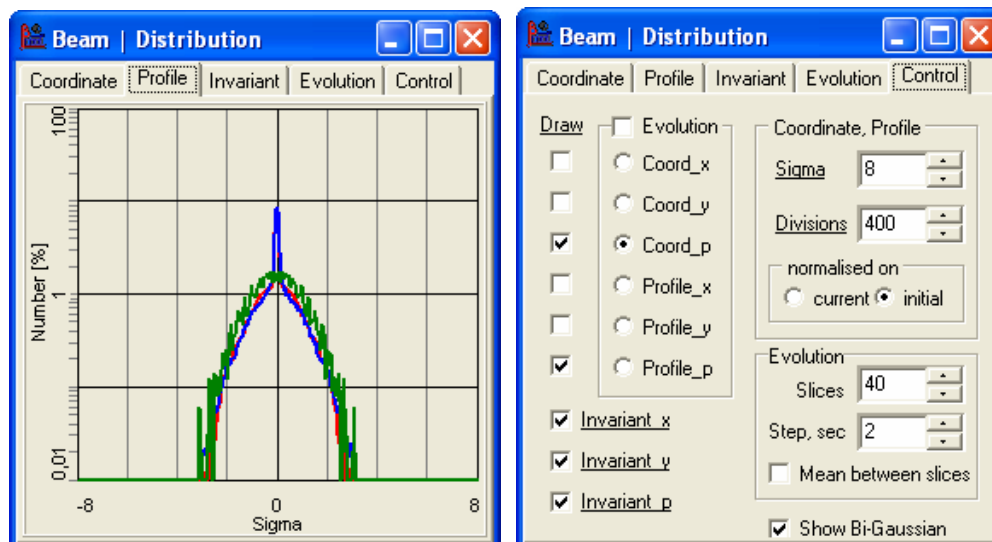 Beam | Distribution
Coordinate Profile Invariant Evolution Control
100
1
0,01
Number [%]
-8 0 8
Sigma
Beam | Distribution
Coordinate Profile Invariant Evolution Control
Draw
Evolution
Coord_x
Coord_y
Coord_p
Profile_x
Profile_y
Profile_p
Invariant_x
Invariant_y
Invariant_p
Coordinate, Profile
Sigma 8
Divisions 400
normalised on
current initial
Evolution
Slices 40
Step, sec 2
Mean between slices
Show Bi-Gaussian